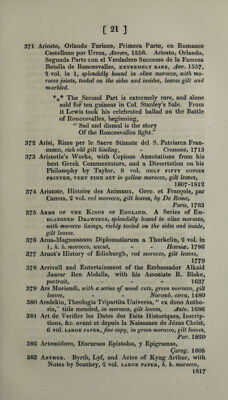 [ 21 ]
371 Ariosto, Orlando Furioso, Primera Parte, en Romance
Castellano por Urrea, Anvers, 1558. Ariosto, Orlando,
Segunda Parte con el Verdadero Successo de la Famosa
Batalla de Roncesvalles, EXTREMELY RARE, Anv. 1557,
2 vol. in 1, splendidly bound in olive morocco, with mo-
rocco joints, tooled on the sides and insides, leaves gilt and
marbled.
*** The Second Part is extremely rare, and alone
sold for ten guineas in Col. Stanley's Sale. From
it Lewis took his celebrated ballad on the Battle
of Roncesvalles, beginning,
" Sad and dismal is the story
Of the Roncesvalles fight."
372 Arisi, Rime per le Sacre Stimate del S. Patriarca Fran-
cesco, rich old gilt binding, Cremona, 1713
373 Aristotle's Works, with Copious Annotations from his
best Greek Commentators, and a Dissertation on his
Philosophy by Taylor, 9 vol. ONLY FIFTY COPIES
PRINTED, VERY FINE SET in yellow morocco, gilt leaves,
1807-1812
374 Aristote, Histoire des Animaux, Grec. et François, par
Camus, 2 vol. red morocco, gilt leaves, by De Rome,
Paris, 1783
375 ARMS OF THE KINGS OF ENGLAND. A Series of EM-
BLAZONED DRAWINGS, splendidly bound in olive morocco,
with morocco linings, richly tooled on the sides and inside,
gilt leaves.
376 Arna-Magnæanum Diplomatarium a Thorkelin, 2 vol. in
1, h. b. morocco, uncut, - - Havniæ, 1786
377 Arnot's History of Edinburgh, red morocco, gilt leaves,
1779
378 Arrivall and Entertainment of the Embassador Alkaid
Jaurar Ben Abdella, with his Associate R. Blake,
portrait, - - - - 1637
379 Ars Moriendi, with a series of wood cuts, green morocco, gilt
leaves, - - - Nuremb. circa, 1480
380 Arsdekin, Theologia Tripartita Universa, " ex dono Autho-
ris," title mended, in morocco, gilt leaves, Antv. 1686
381 Art de Verifier les Dates des Faits Historiques, Inscrip-
tions, &c. avant et depuis la Naissance de Jésus Christ,
6 vol. LARGE PAPER, fine copy, in green morocco, gilt leaves,
Par. 1820
382 Artemidoro, Discursos Epistolas, y Epigramas,
Çarag. 1605
383 ARTHUR. Byrth, Lyf, and Actes of Kyng Arther, with
Notes by Southey, 2 vol. LARGE PAPER, h. b. morocco,
1817